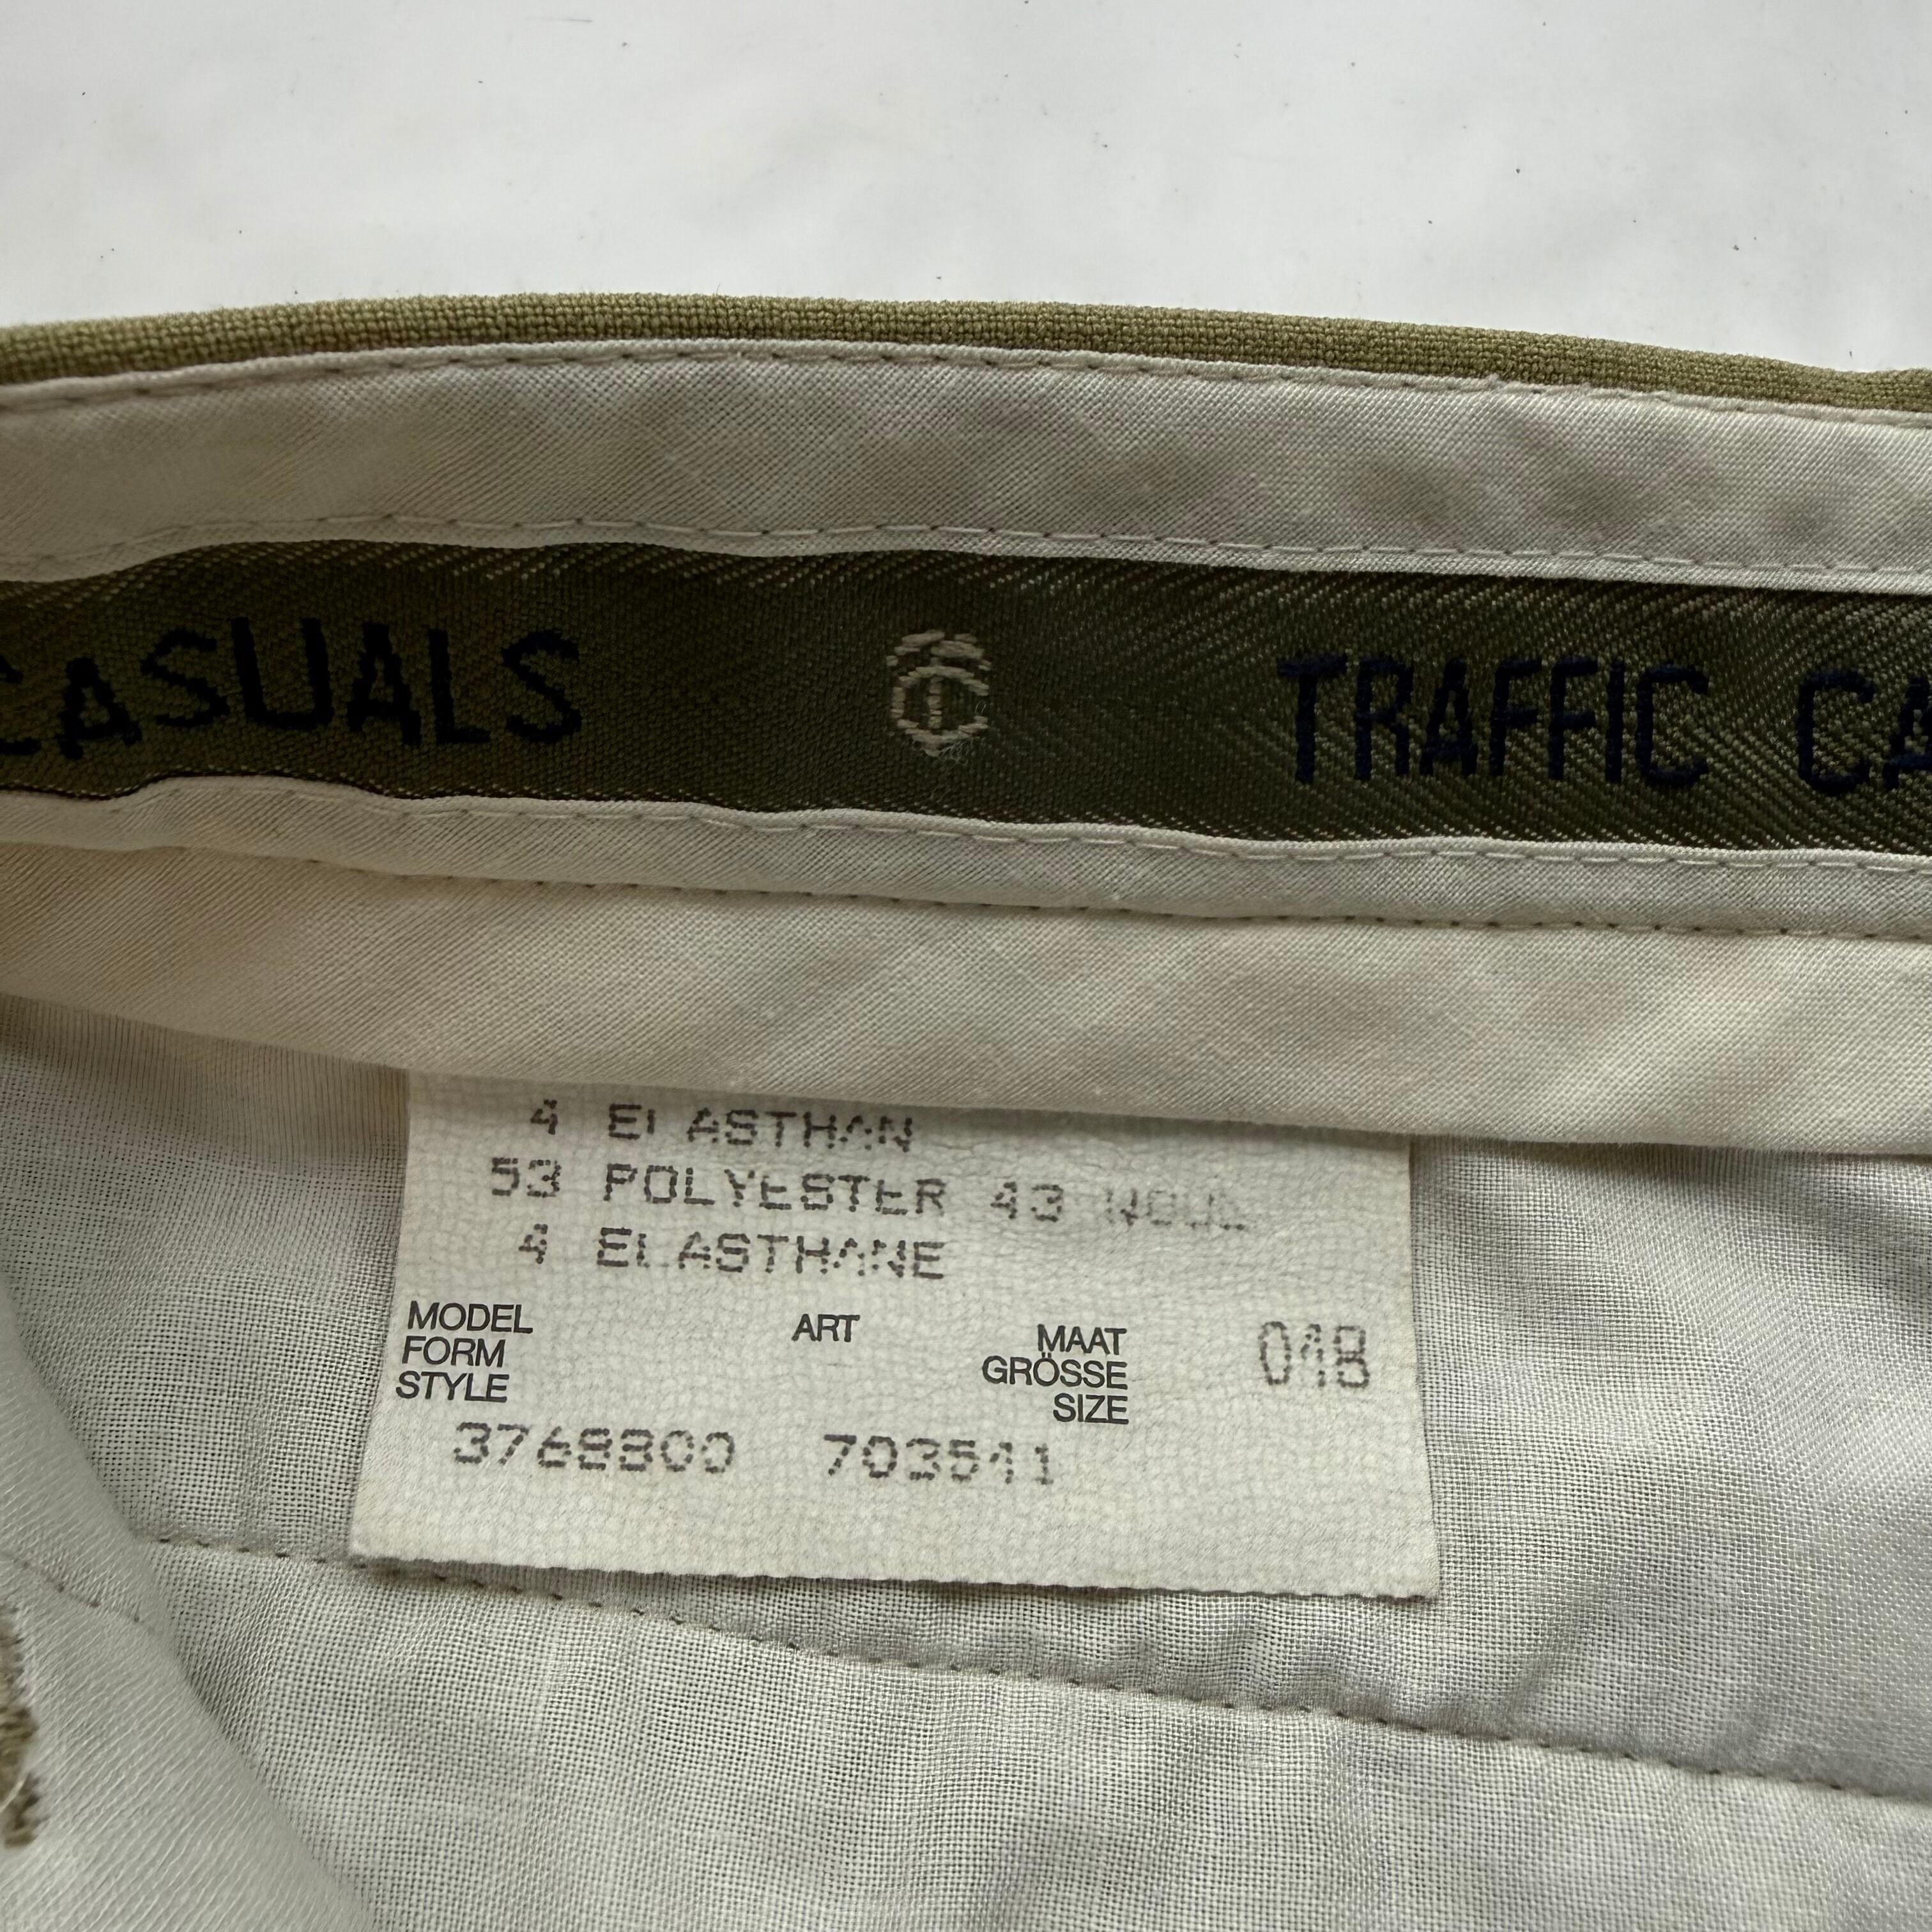 CASUALS TC TRAFFIC CA
4 ELASTHAN
53 POLYESTER 43
4 ELASTHANE
MODEL ART MAAT 048
FORM GRÖSSE
STYLE SIZE
3768800 703541